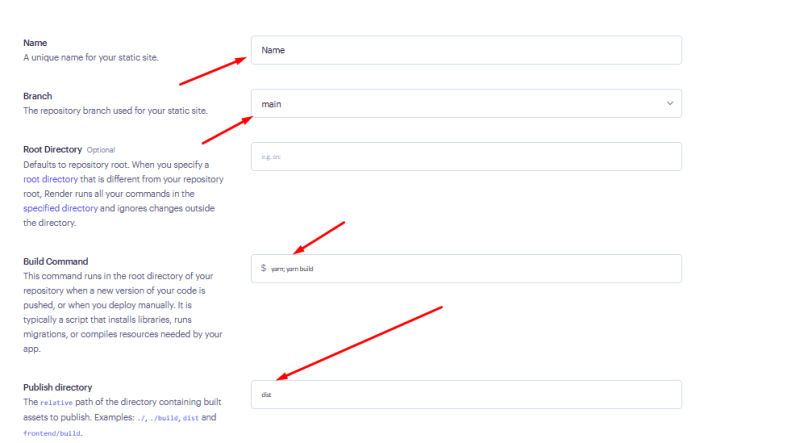 Name
A unique name for your static site.
Name
Branch
The repository branch used for your static site.
main
Root Directory Optional
Defaults to repository root. When you specify a
root directory that is different from your repository
root, Render runs all your commands in the
specified directory and ignores changes outside
the directory.
e.g. src
Build Command
This command runs in the root directory of your
repository when a new version of your code is
pushed, or when you deploy manually. It is
typically a script that installs libraries, runs
migrations, or compiles resources needed by your
app.
$ yarn; yarn build
Publish directory
The relative path of the directory containing built
assets to publish. Examples: ./, ./build, dist and
frontend/build.
dist